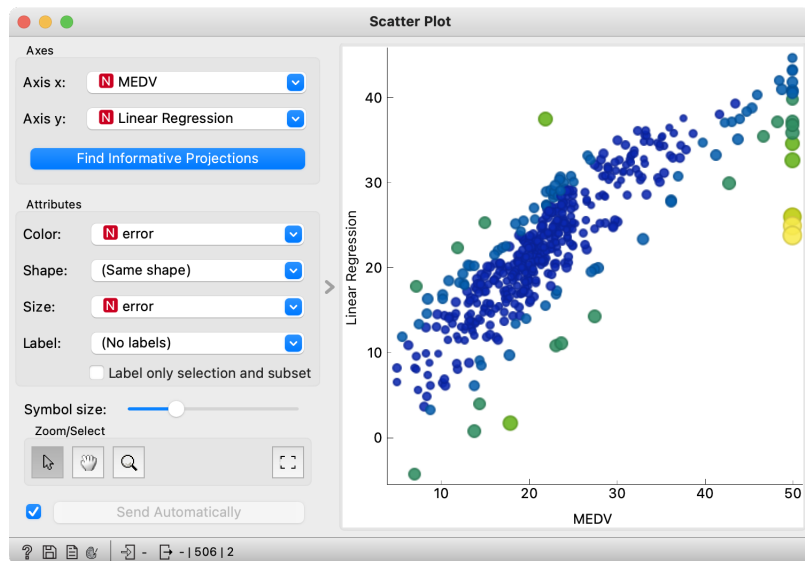 Scatter Plot
Axes
Axis x: N MEDV
Axis y: N Linear Regression
Find Informative Projections
Attributes
Color: N error
Shape: (Same shape)
Size: N error
Label: (No labels)
Label only selection and subset
Symbol size:
Zoom/Select
Send Automatically
? - - | 506 | 2
Linear Regression
40
30
20
10
0
10 20 30 40 50
MEDV